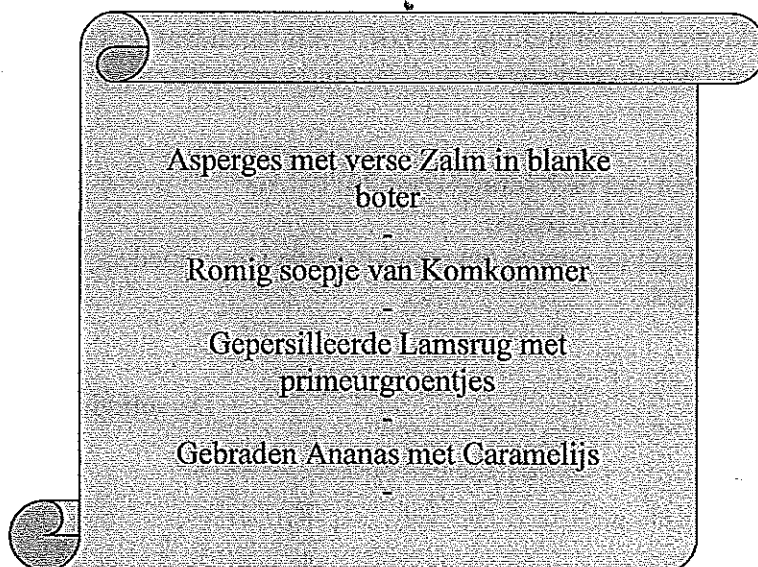 Asperges met verse Zalm in blanke
boter
-
Romig soepje van Komkommer
-
Gepersilleerde Lamsrug met
primeurgroentjes
-
Gebraden Ananas met Caramelijs
-